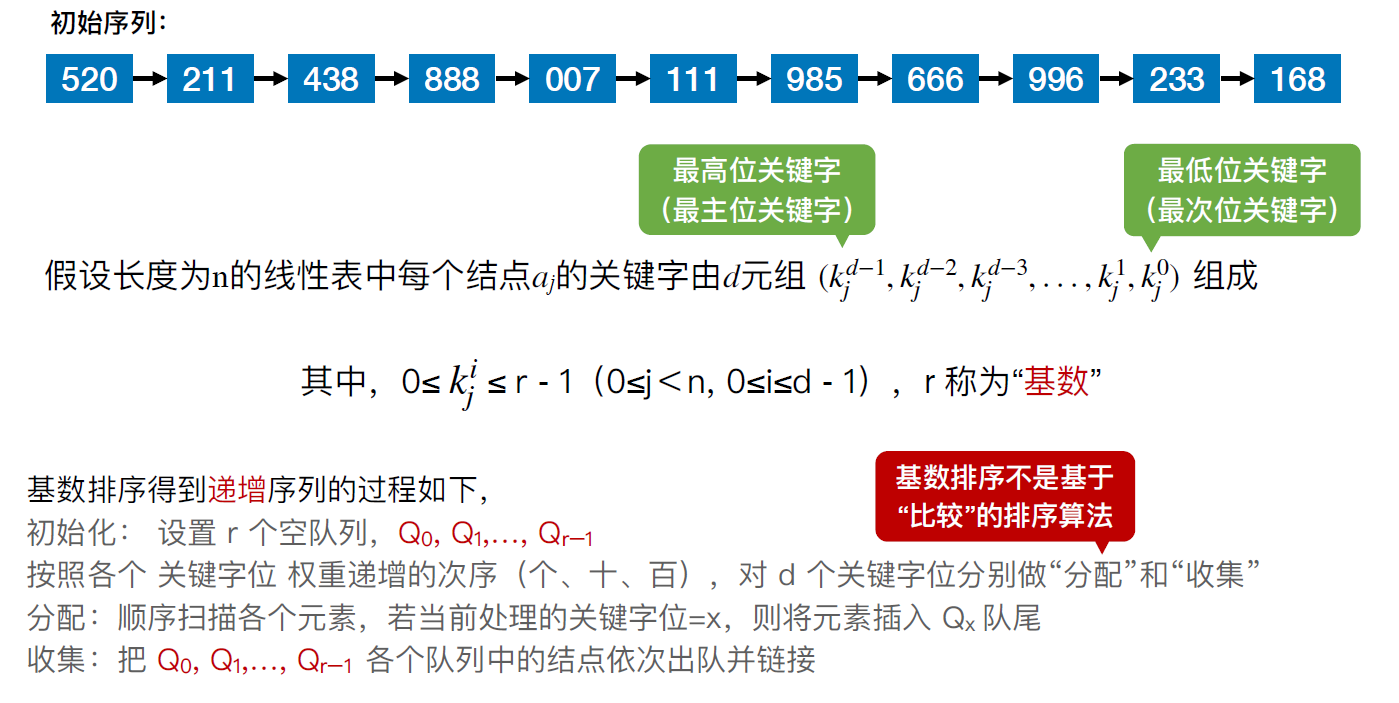 初始序列：
520 211 438 888 007 111 985 666 996 233 168
最高位关键字
（最主位关键字）
最低位关键字
（最次位关键字）
假设长度为n的线性表中每个结点aⱼ的关键字由d元组 (kⱼᵈ⁻¹, kⱼᵈ⁻², kⱼᵈ⁻³, . . . , kⱼ¹, kⱼ⁰) 组成
其中，0≤ kⱼⁱ ≤ r - 1（0≤j＜n, 0≤i≤d - 1），r 称为“基数”
基数排序不是基于
“比较”的排序算法
基数排序得到递增序列的过程如下，
初始化： 设置 r 个空队列，Q₀, Q₁,…, Qᵣ₋₁
按照各个 关键字位 权重递增的次序（个、十、百），对 d 个关键字位分别做“分配”和“收集”
分配：顺序扫描各个元素，若当前处理的关键字位=x，则将元素插入 Qₓ 队尾
收集：把 Q₀, Q₁,…, Qᵣ₋₁ 各个队列中的结点依次出队并链接